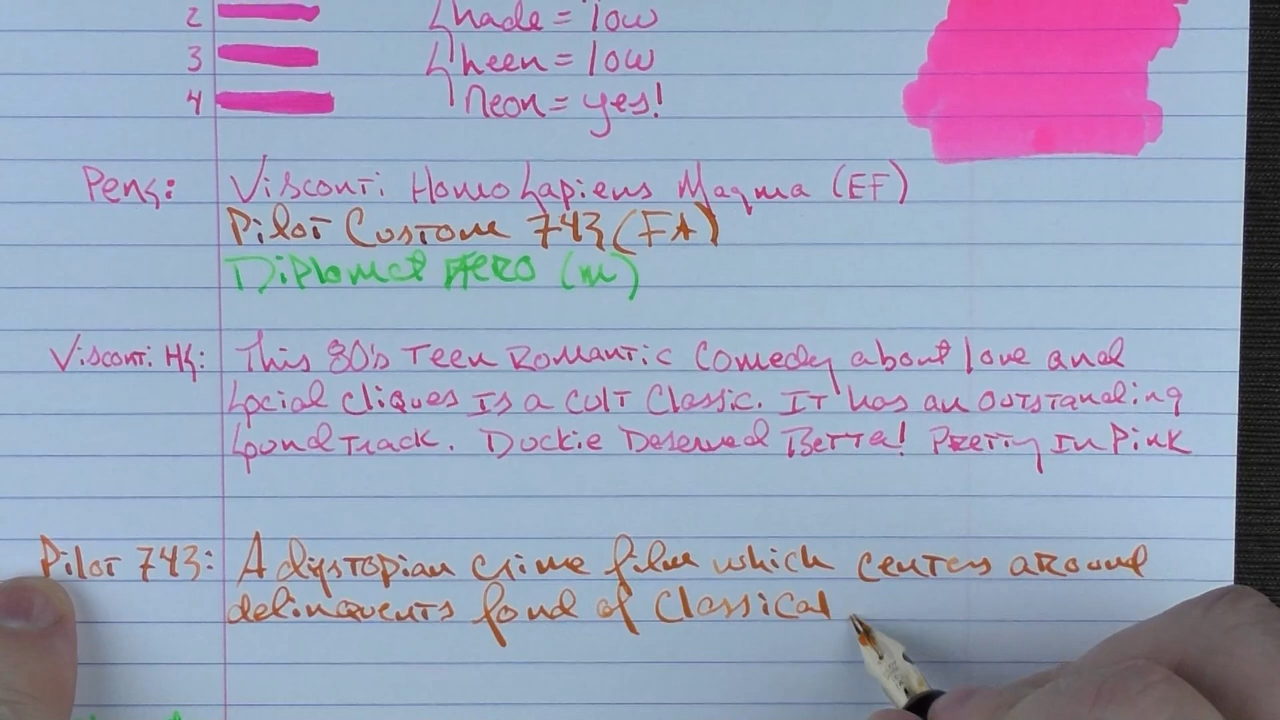 2 Shade = low
3 Sheen = low
4 Neon = yes!
Pens: Visconti Homo Sapiens Magma (EF)
Pilot Custom 743 (FA)
Diplomat Aero (m)
Visconti HS: This 80's Teen Romantic Comedy about love and
Social cliques Is a cult Classic. It has an outstanding
Soundtrack. Duckie Deserved Better! Pretty In Pink
Pilot 743: A dystopian crime film which centers around
delinquents fond of Classical